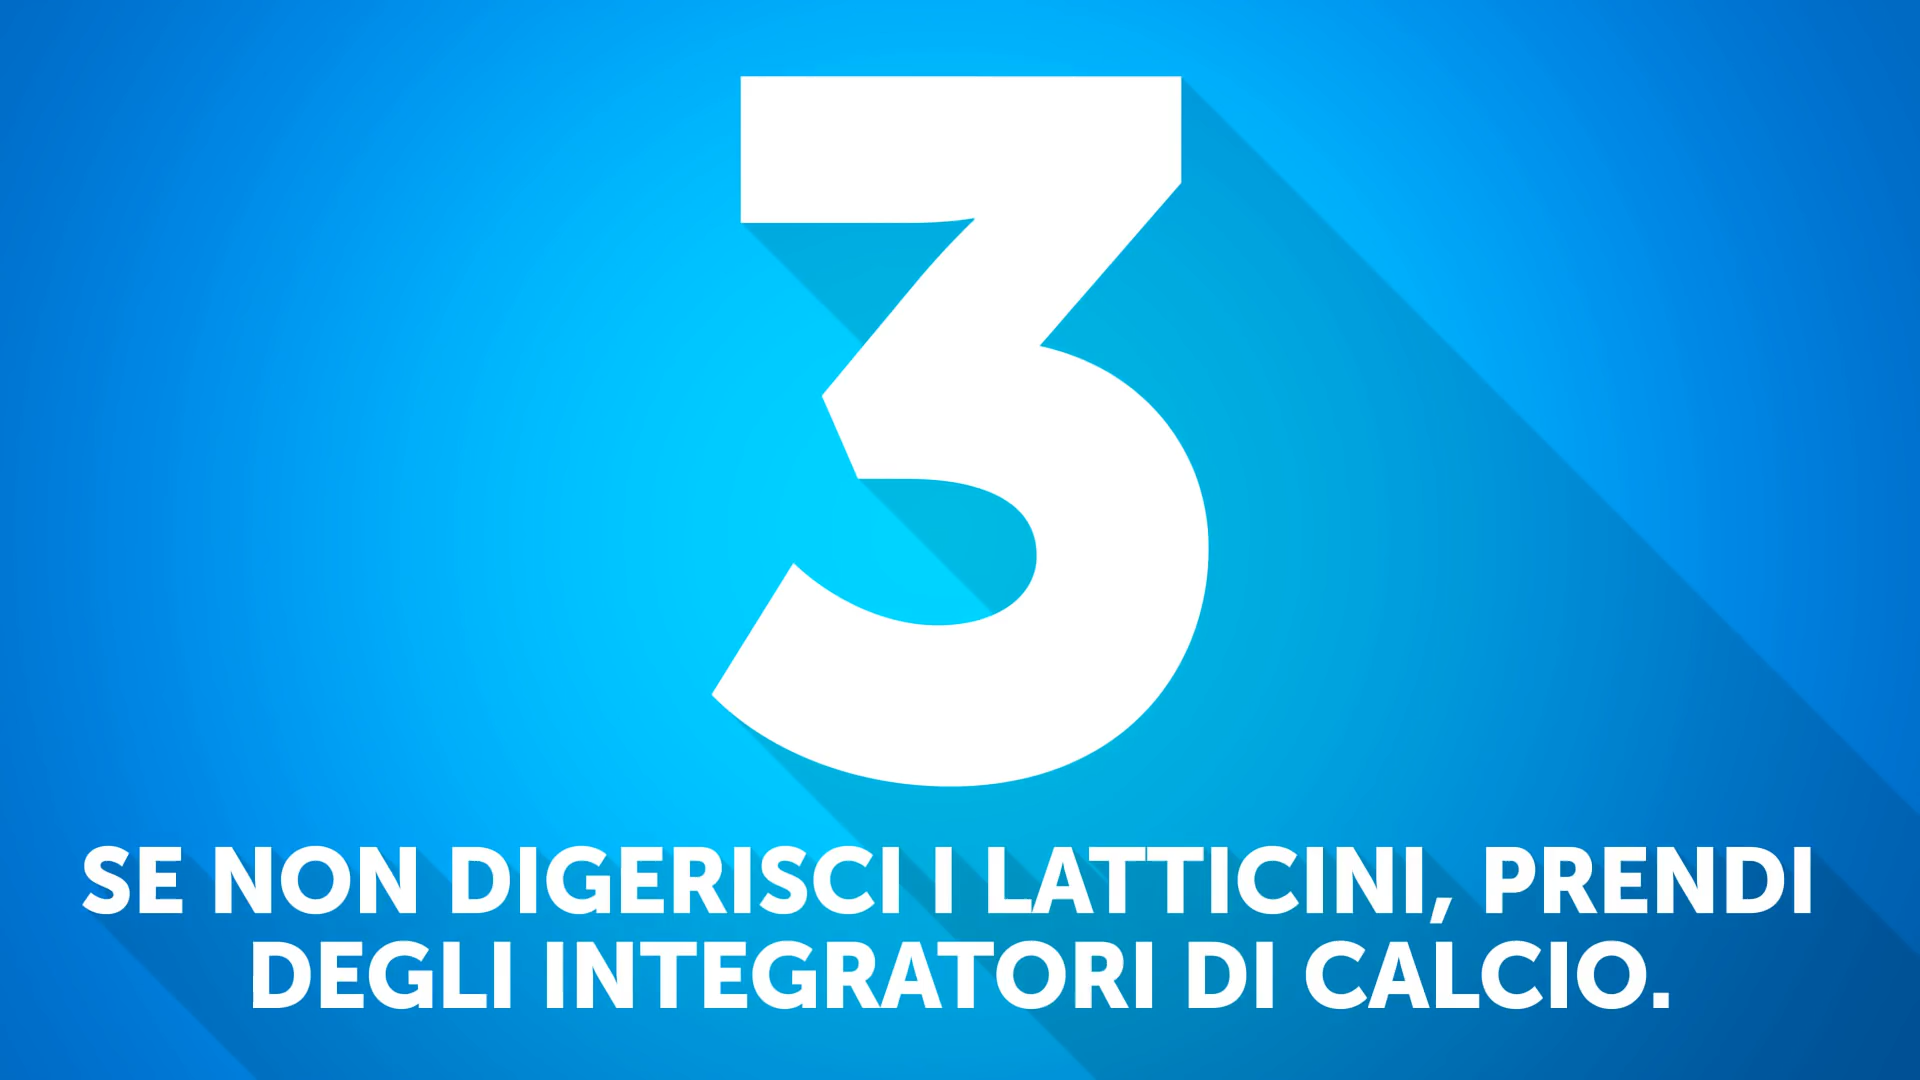 3
SE NON DIGERISCI I LATTICINI, PRENDI
DEGLI INTEGRATORI DI CALCIO.